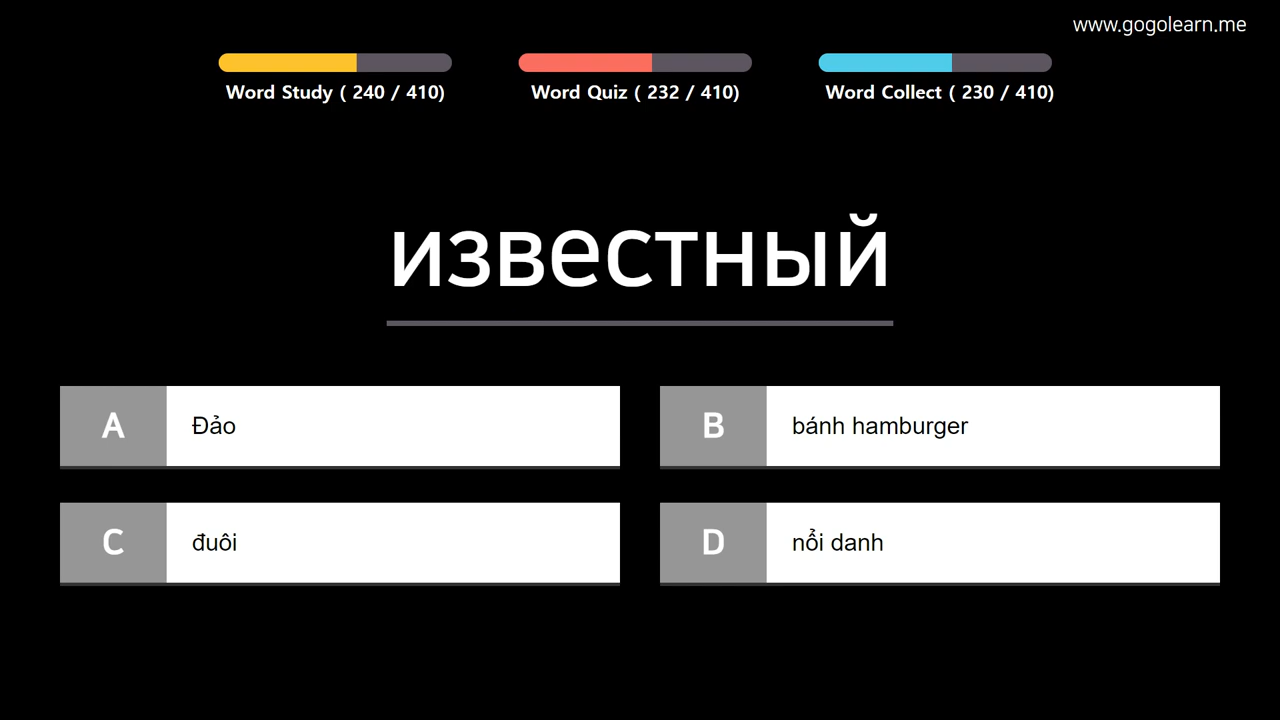 www.gogolearn.me
Word Study ( 240 / 410)
Word Quiz ( 232 / 410)
Word Collect ( 230 / 410)
известный
A Đảo
B bánh hamburger
C đuôi
D nổi danh